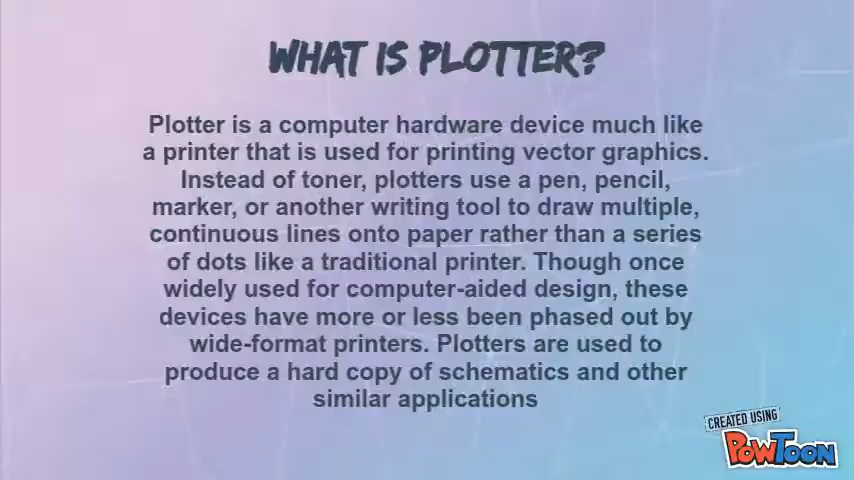 WHAT IS PLOTTER?
Plotter is a computer hardware device much like
a printer that is used for printing vector graphics.
Instead of toner, plotters use a pen, pencil,
marker, or another writing tool to draw multiple,
continuous lines onto paper rather than a series
of dots like a traditional printer. Though once
widely used for computer-aided design, these
devices have more or less been phased out by
wide-format printers. Plotters are used to
produce a hard copy of schematics and other
similar applications
CREATED USING
POWTOON